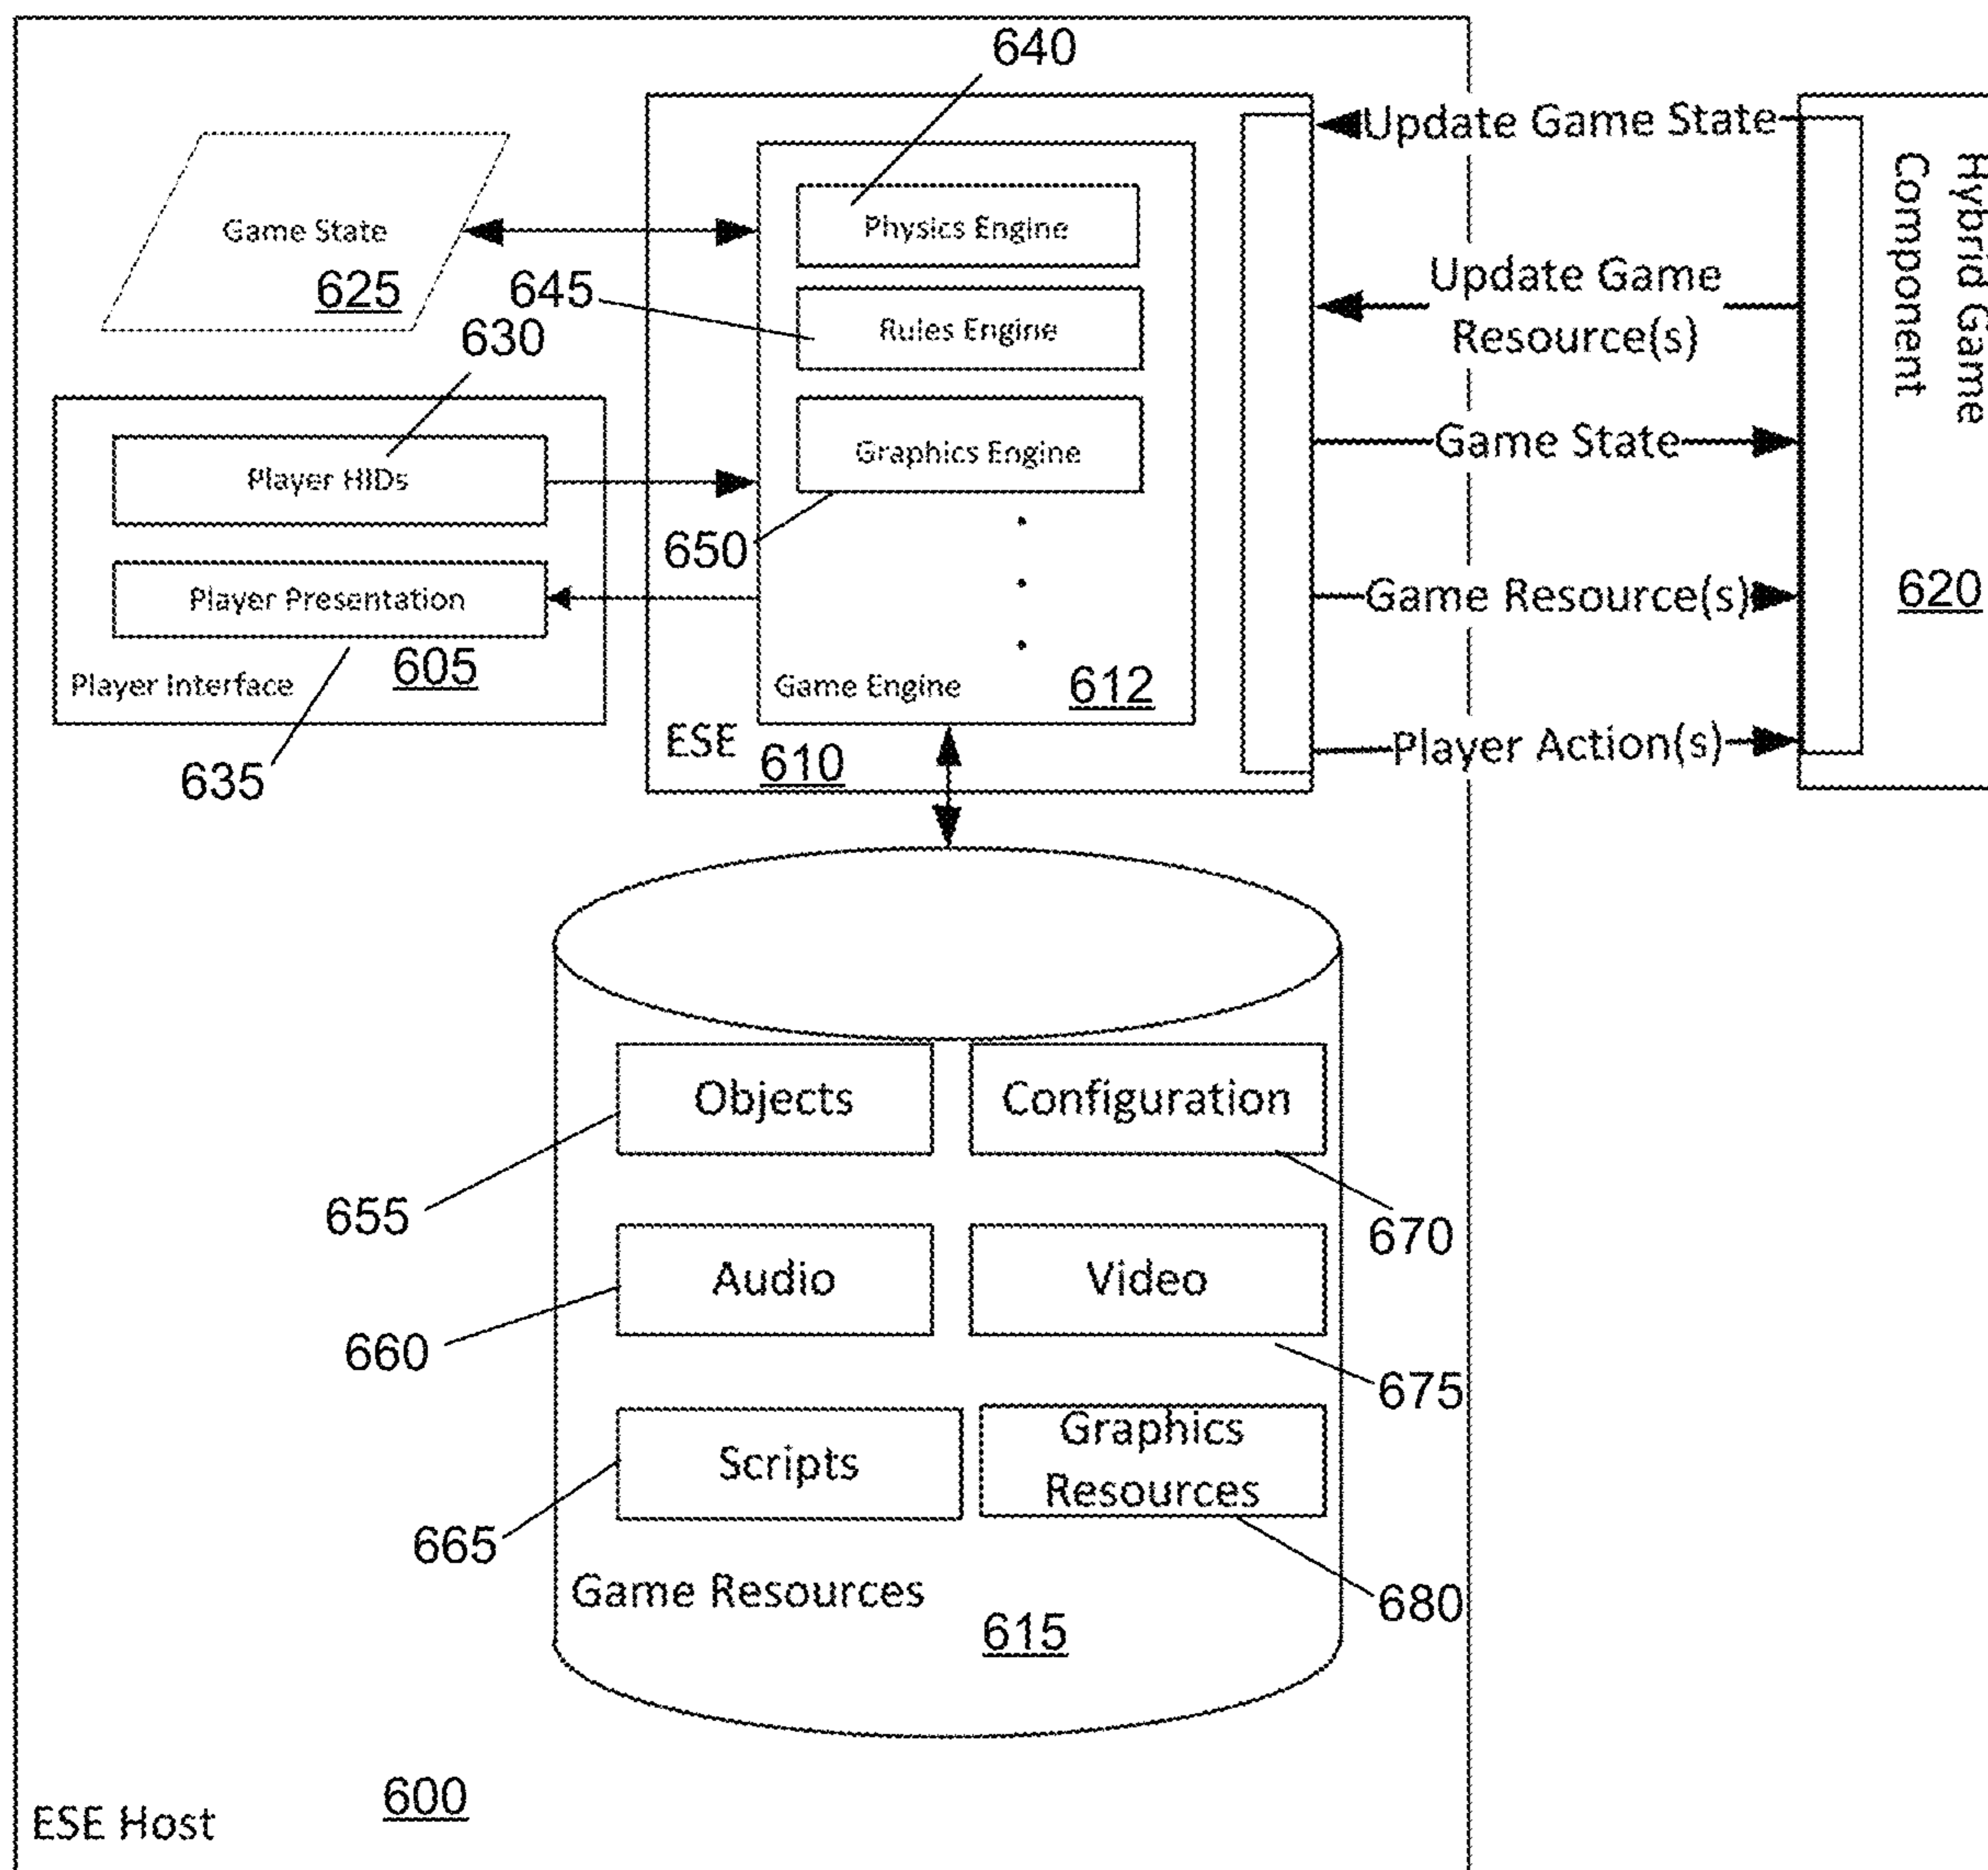 640
Update Game State
Hybrid Game
Component
Game State
625
Physics Engine
645
Rules Engine
Update Game
Resource(s)
630
Player HIDs
Graphics Engine
Game State
650
Player Presentation
605
Player Interface
635
Game Engine
612
Game Resource(s)
620
ESE
610
Player Action(s)
Objects
Configuration
655
670
Audio
Video
660
675
Scripts
Graphics
Resources
665
680
Game Resources
615
600
ESE Host